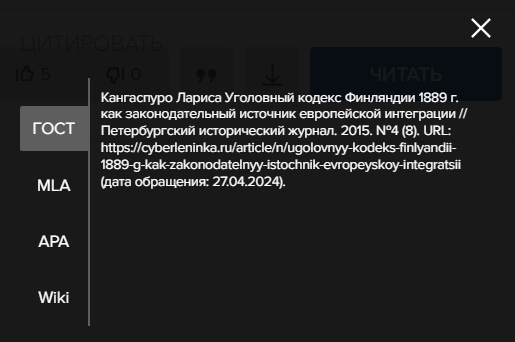 ЦИТИРОВАТЬ
5
0
ЧИТАТЬ
ГОСТ
MLA
APA
Wiki
Кангаспуро Лариса Уголовный кодекс Финляндии 1889 г.
как законодательный источник европейской интеграции //
Петербургский исторический журнал. 2015. №4 (8). URL:
https://cyberleninka.ru/article/n/ugolovnyy-kodeks-finlyandii-
1889-g-kak-zakonodatelnyy-istochnik-evropeyskoy-integratsii
(дата обращения: 27.04.2024).